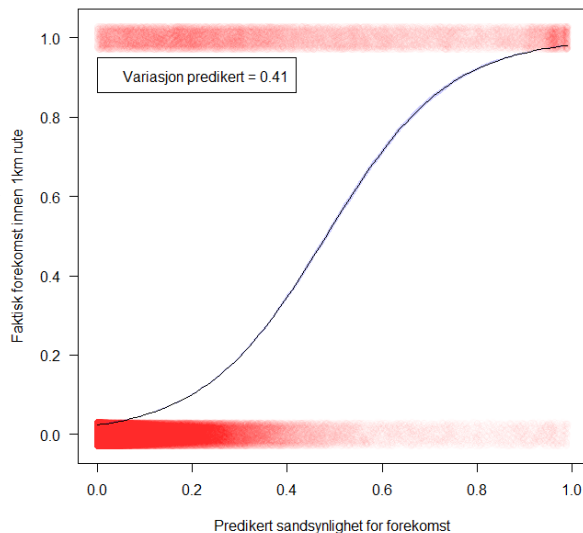 1.0
Variasjon predikert = 0.41
0.8
0.6
0.4
0.2
0.0
Faktisk forekomst innen 1km rute
0.0 0.2 0.4 0.6 0.8 1.0
Predikert sandsynlighet for forekomst